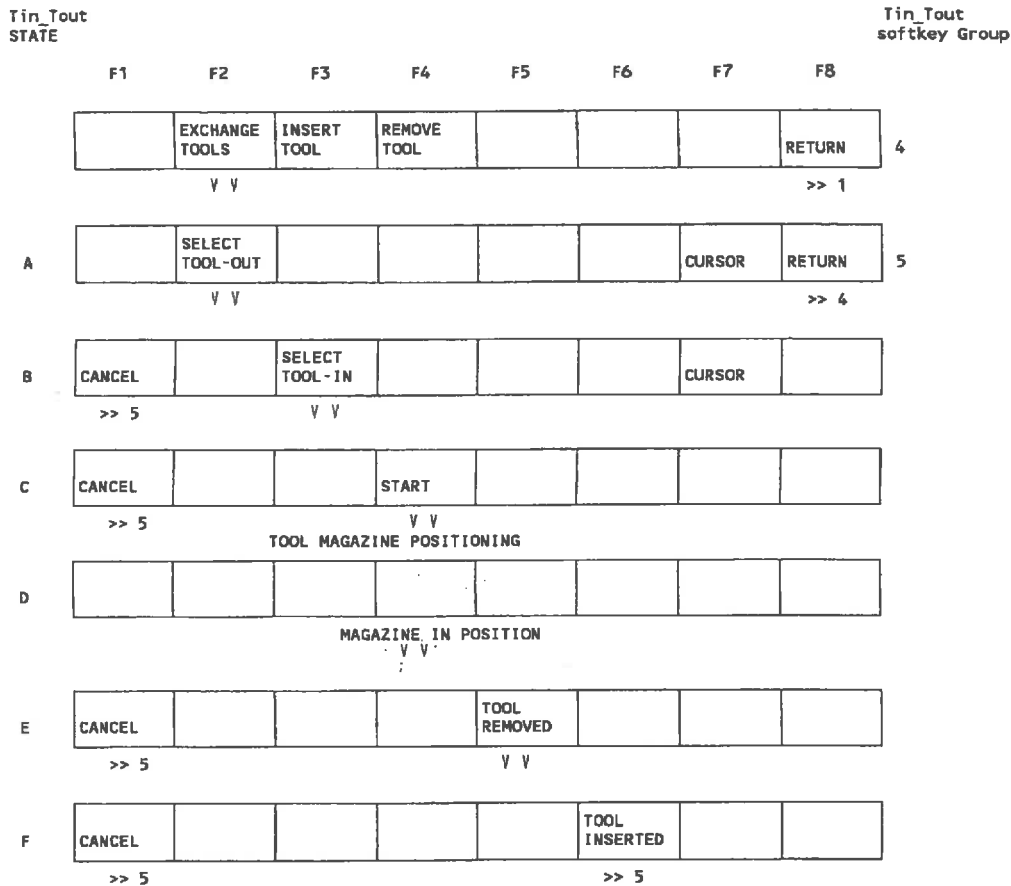 Tin_Tout Tin_Tout
STATE softkey Group
F1 F2 F3 F4 F5 F6 F7 F8
EXCHANGE INSERT REMOVE
TOOLS TOOL TOOL RETURN 4
V V >> 1
SELECT
A TOOL-OUT CURSOR RETURN 5
V V >> 4
SELECT
B CANCEL TOOL-IN CURSOR
>> 5 V V
C CANCEL START
>> 5 V V
TOOL MAGAZINE POSITIONING
D
MAGAZINE IN POSITION
V V
TOOL
E CANCEL REMOVED
>> 5 V V
TOOL
F CANCEL INSERTED
>> 5 >> 5